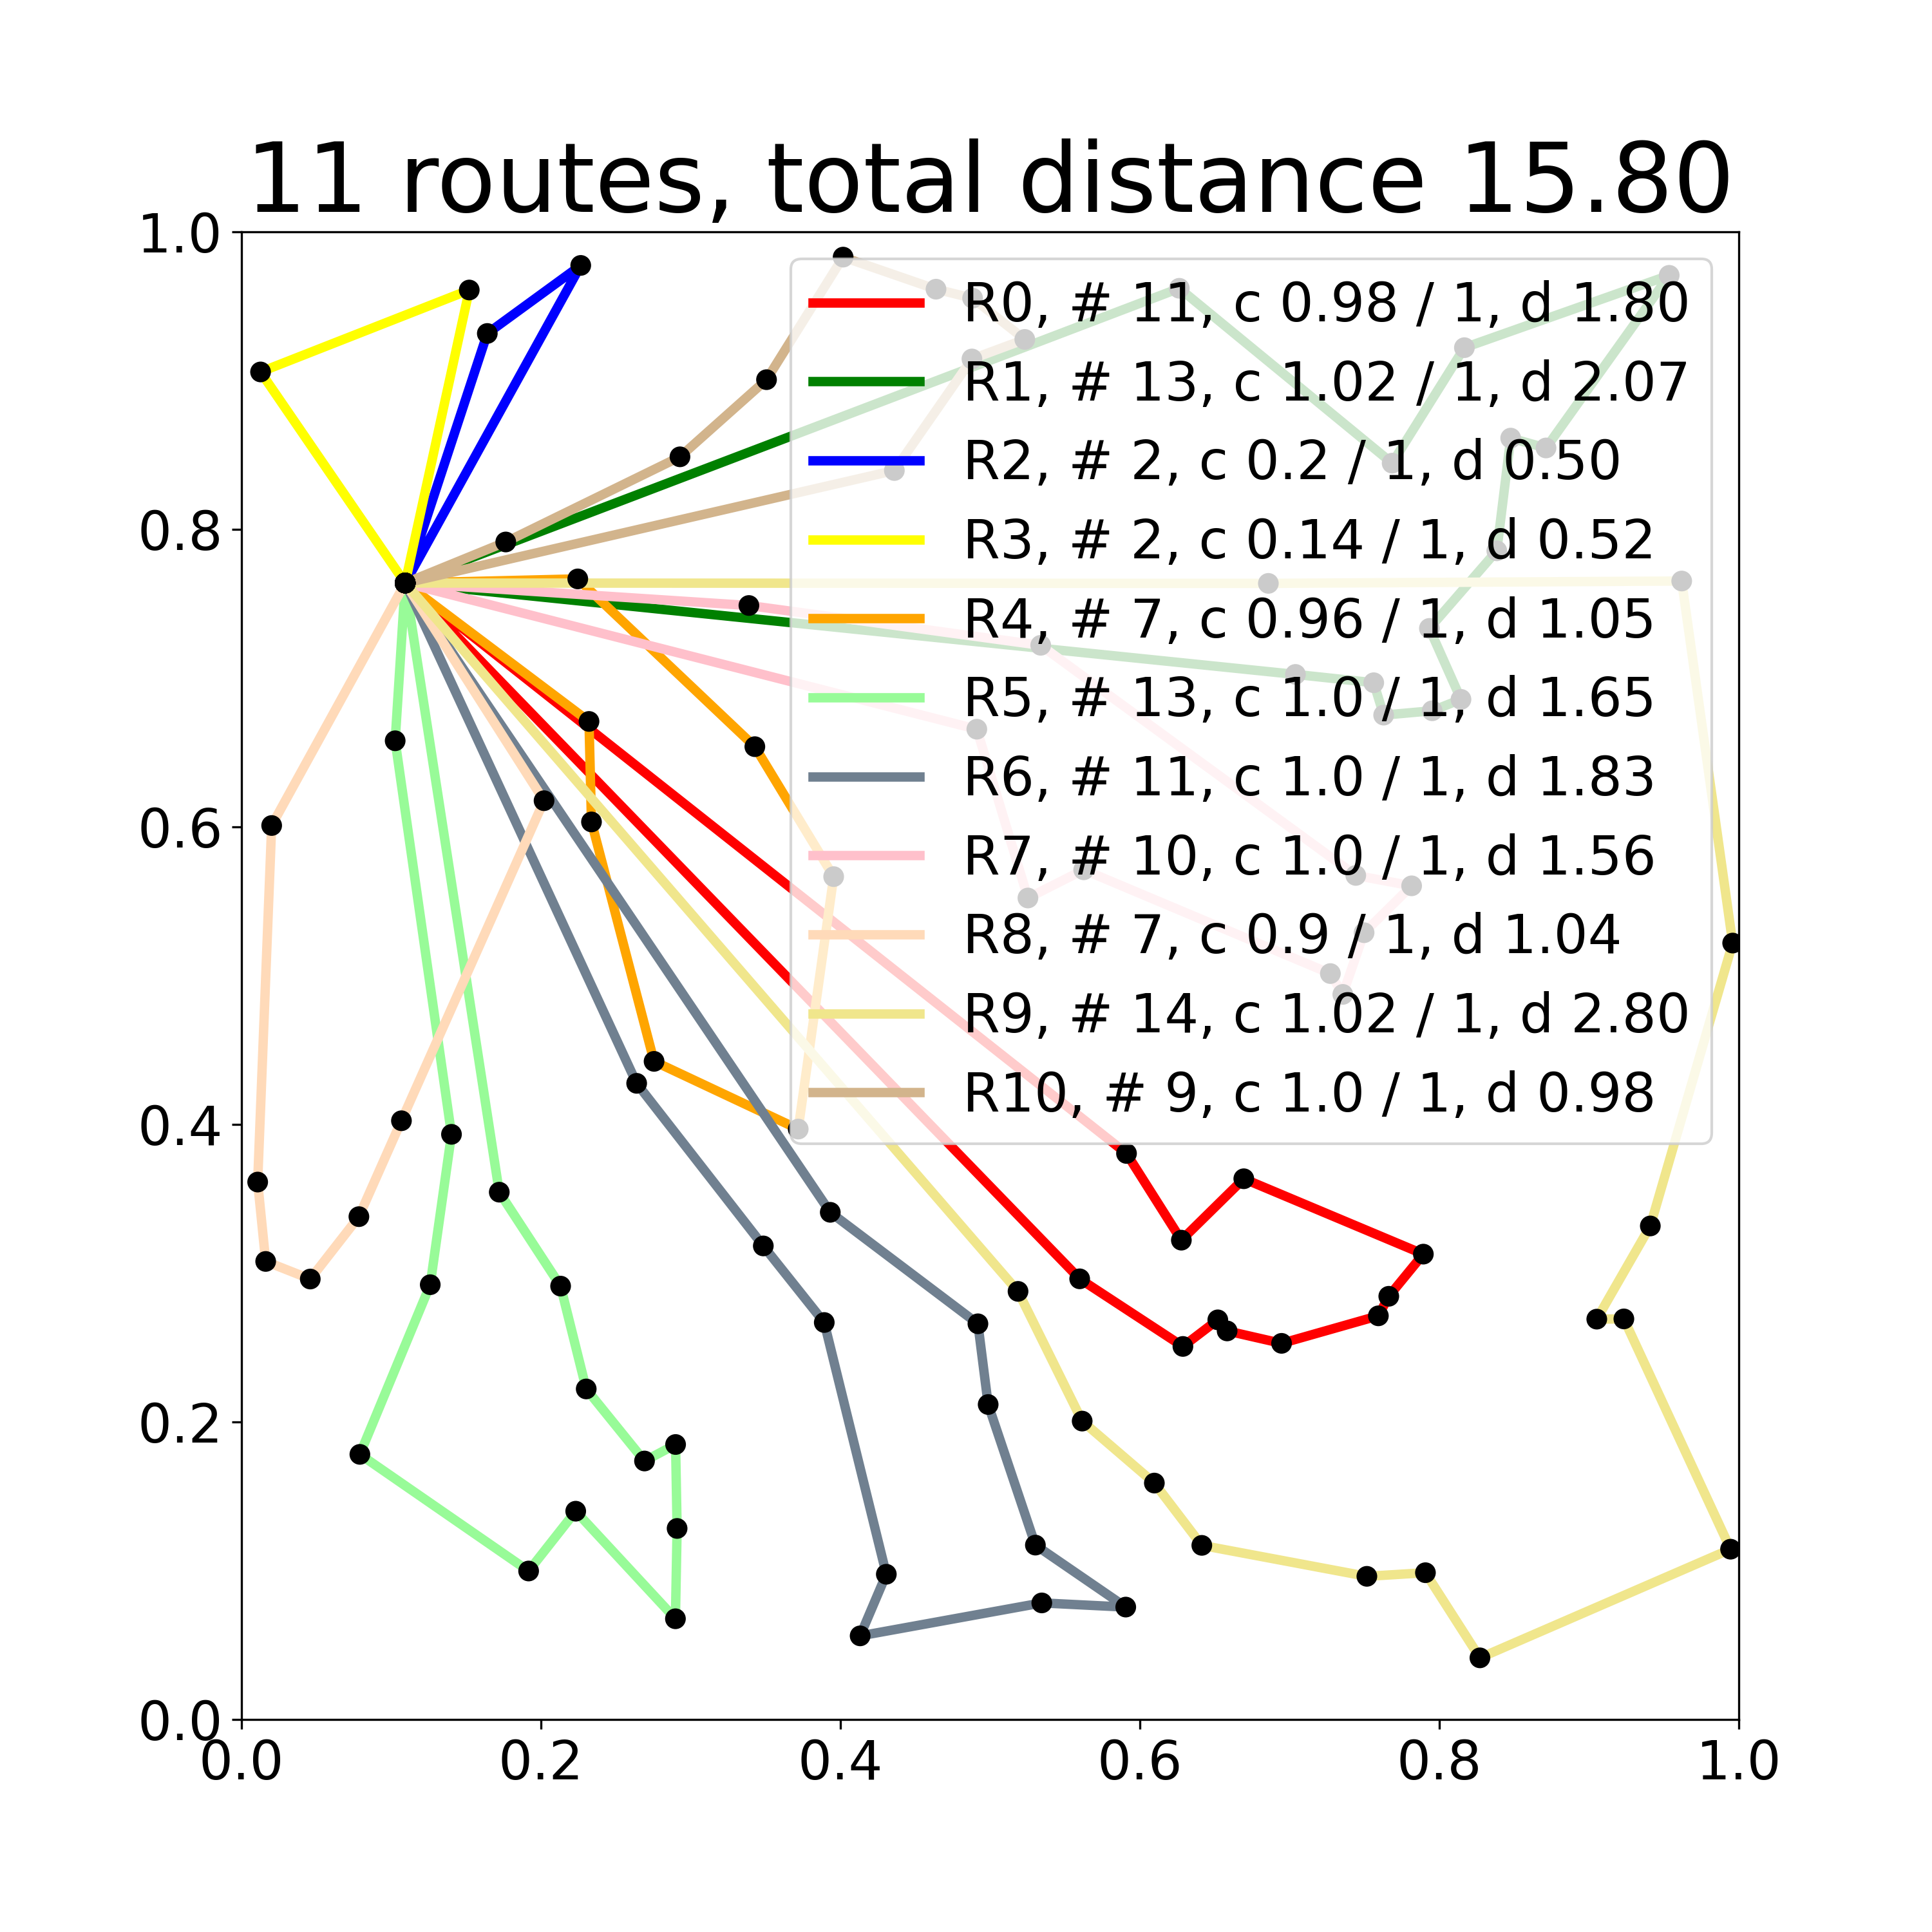 11 routes, total distance 15.80
1.0
0.8
0.6
0.4
0.2
0.0
R0, # 11, c 0.98 / 1, d 1.80
R1, # 13, c 1.02 / 1, d 2.07
R2, # 2, c 0.2 / 1, d 0.50
R3, # 2, c 0.14 / 1, d 0.52
R4, # 7, c 0.96 / 1, d 1.05
R5, # 13, c 1.0 / 1, d 1.65
R6, # 11, c 1.0 / 1, d 1.83
R7, # 10, c 1.0 / 1, d 1.56
R8, # 7, c 0.9 / 1, d 1.04
R9, # 14, c 1.02 / 1, d 2.80
R10, # 9, c 1.0 / 1, d 0.98
0.0 0.2 0.4 0.6 0.8 1.0